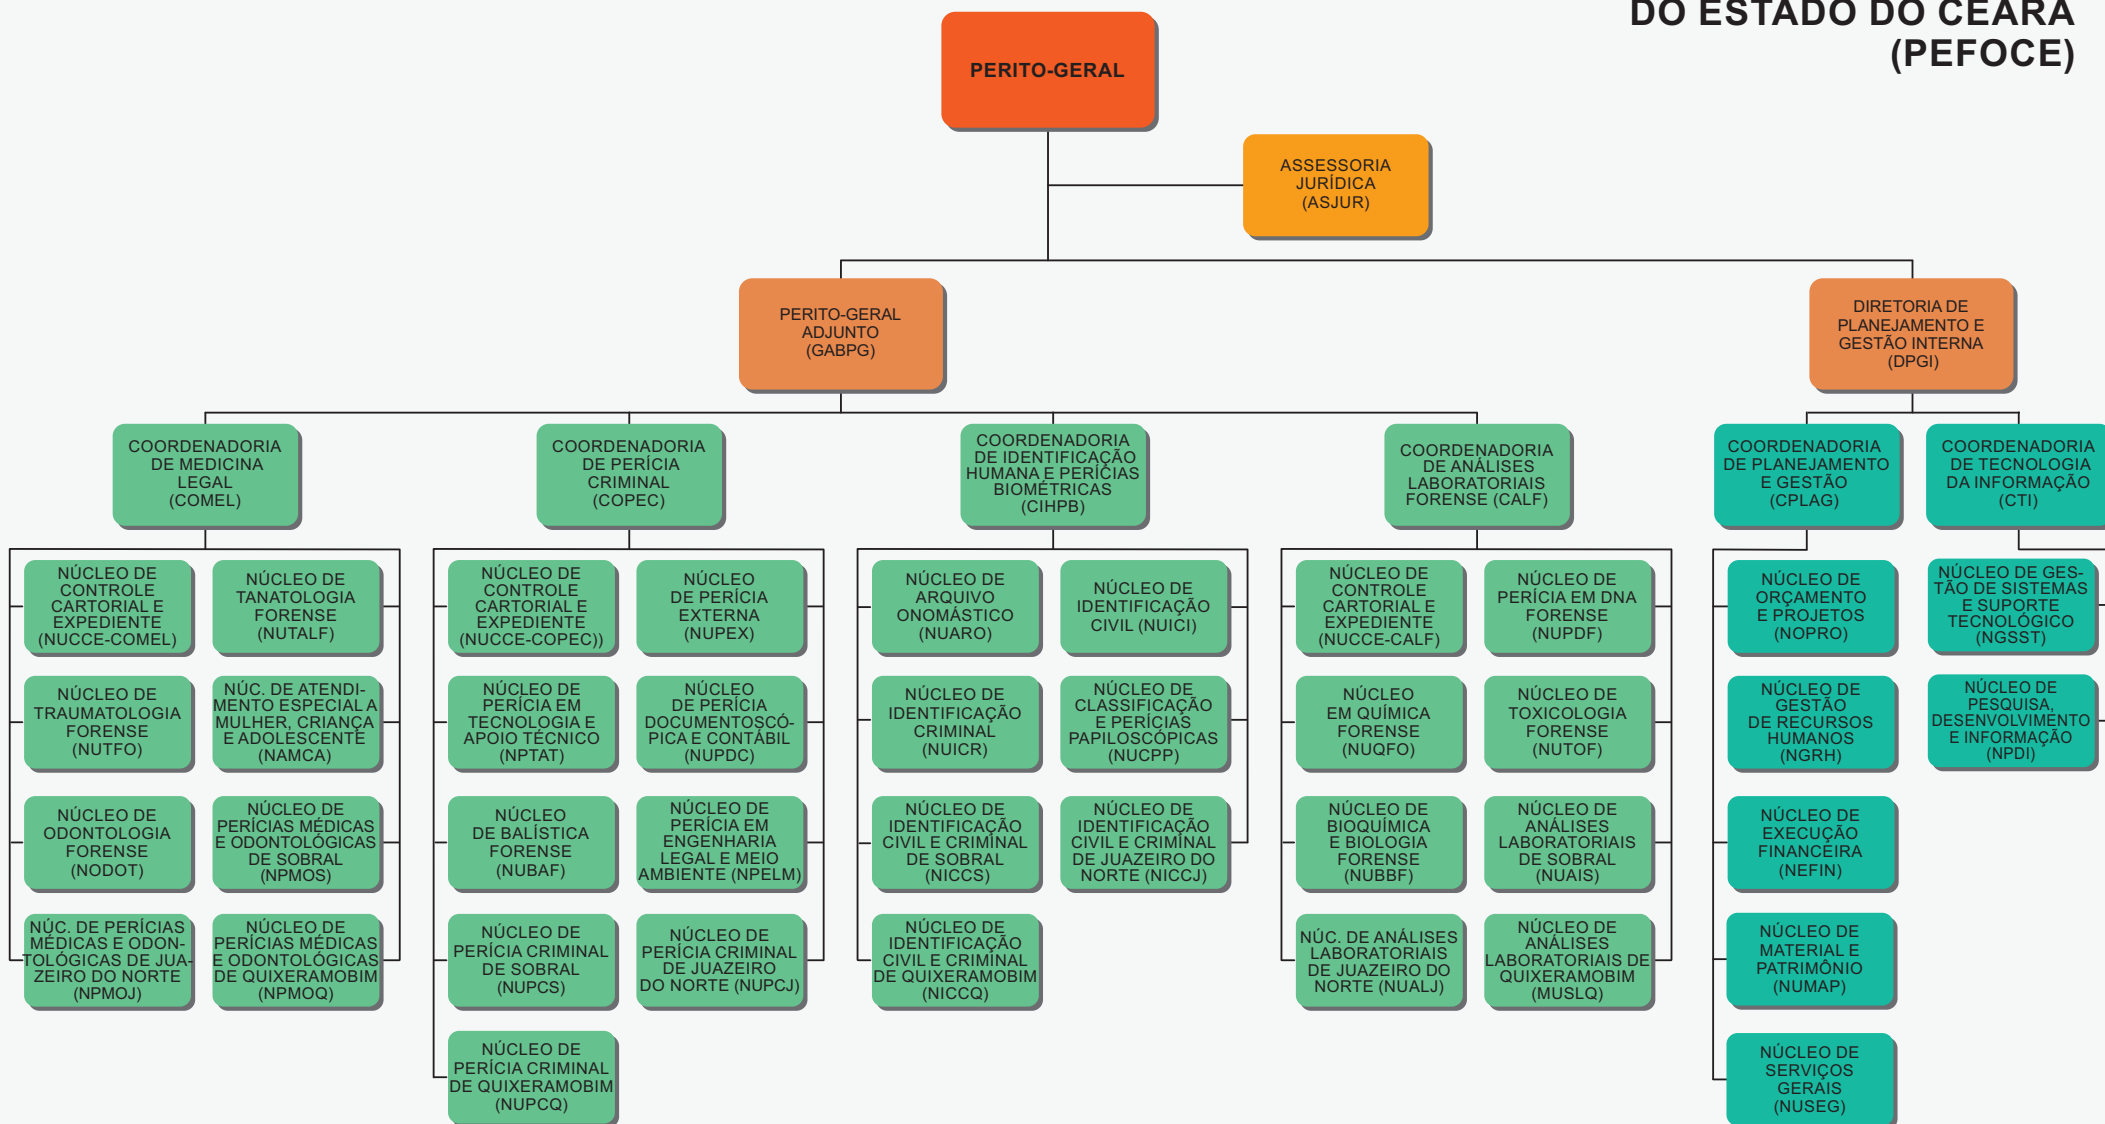 DO ESTADO DO CEARÁ
(PEFOCE)
PERITO-GERAL
ASSESSORIA
JURÍDICA
(ASJUR)
PERITO-GERAL
ADJUNTO
(GABPG)
DIRETORIA DE
PLANEJAMENTO E
GESTÃO INTERNA
(DPGI)
COORDENADORIA
DE MEDICINA
LEGAL
(COMEL)
COORDENADORIA
DE PERÍCIA
CRIMINAL
(COPEC)
COORDENADORIA
DE IDENTIFICAÇÃO
HUMANA E PERÍCIAS
BIOMÉTRICAS
(CIHPB)
COORDENADORIA
DE ANÁLISES
LABORATORIAIS
FORENSE (CALF)
COORDENADORIA
DE PLANEJAMENTO
E GESTÃO
(CPLAG)
COORDENADORIA
DE TECNOLOGIA
DA INFORMAÇÃO
(CTI)
NÚCLEO DE
CONTROLE
CARTORIAL E
EXPEDIENTE
(NUCCE-COMEL)
NÚCLEO DE
TANATOLOGIA
FORENSE
(NUTALF)
NÚCLEO DE
TRAUMATOLOGIA
FORENSE
(NUTFO)
NÚC. DE ATENDI-
MENTO ESPECIAL A
MULHER, CRIANÇA
E ADOLESCENTE
(NAMCA)
NÚCLEO DE
ODONTOLOGIA
FORENSE
(NODOT)
NÚCLEO DE
PERÍCIAS MÉDICAS
E ODONTOLÓGICAS
DE SOBRAL
(NPMOS)
NÚC. DE PERÍCIAS
MÉDICAS E ODON-
TOLÓGICAS DE JUA-
ZEIRO DO NORTE
(NPMOJ)
NÚCLEO DE
PERÍCIAS MÉDICAS
E ODONTOLÓGICAS
DE QUIXERAMOBIM
(NPMOQ)
NÚCLEO DE
CONTROLE
CARTORIAL E
EXPEDIENTE
(NUCCE-COPEC))
NÚCLEO
DE PERÍCIA
EXTERNA
(NUPEX)
NÚCLEO DE
PERÍCIA EM
TECNOLOGIA E
APOIO TÉCNICO
(NPTAT)
NÚCLEO
DE PERÍCIA
DOCUMENTOSCÓ-
PICA E CONTÁBIL
(NUPDC)
NÚCLEO
DE BALÍSTICA
FORENSE
(NUBAF)
NÚCLEO DE
PERÍCIA EM
ENGENHARIA
LEGAL E MEIO
AMBIENTE (NPELM)
NÚCLEO DE
PERÍCIA CRIMINAL
DE SOBRAL
(NUPCS)
NÚCLEO DE
PERÍCIA CRIMINAL
DE JUAZEIRO
DO NORTE (NUPCJ)
NÚCLEO DE
PERÍCIA CRIMINAL
DE QUIXERAMOBIM
(NUPCQ)
NÚCLEO DE
ARQUIVO
ONOMÁSTICO
(NUARO)
NÚCLEO DE
IDENTIFICAÇÃO
CIVIL (NUICI)
NÚCLEO DE
IDENTIFICAÇÃO
CRIMINAL
(NUICR)
NÚCLEO DE
CLASSIFICAÇÃO
E PERÍCIAS
PAPILOSCÓPICAS
(NUCPP)
NÚCLEO DE
IDENTIFICAÇÃO
CIVIL E CRIMINAL
DE SOBRAL
(NICCS)
NÚCLEO DE
IDENTIFICAÇÃO
CIVIL E CRIMINAL
DE JUAZEIRO DO
NORTE (NICCJ)
NÚCLEO DE
IDENTIFICAÇÃO
CIVIL E CRIMINAL
DE QUIXERAMOBIM
(NICCQ)
NÚCLEO DE
CONTROLE
CARTORIAL E
EXPEDIENTE
(NUCCE-CALF)
NÚCLEO DE
PERÍCIA EM DNA
FORENSE
(NUPDF)
NÚCLEO
EM QUÍMICA
FORENSE
(NUQFO)
NÚCLEO DE
TOXICOLOGIA
FORENSE
(NUTOF)
NÚCLEO DE
BIOQUÍMICA
E BIOLOGIA
FORENSE
(NUBBF)
NÚCLEO DE
ANÁLISES
LABORATORIAIS
DE SOBRAL
(NUAIS)
NÚC. DE ANÁLISES
LABORATORIAIS
DE JUAZEIRO DO
NORTE (NUALJ)
NÚCLEO DE
ANÁLISES
LABORATORIAIS DE
QUIXERAMOBIM
(MUSLQ)
NÚCLEO DE
ORÇAMENTO
E PROJETOS
(NOPRO)
NÚCLEO DE
GESTÃO
DE RECURSOS
HUMANOS
(NGRH)
NÚCLEO DE
EXECUÇÃO
FINANCEIRA
(NEFIN)
NÚCLEO DE
MATERIAL E
PATRIMÔNIO
(NUMAP)
NÚCLEO DE
SERVIÇOS
GERAIS
(NUSEG)
NÚCLEO DE GES-
TÃO DE SISTEMAS
E SUPORTE
TECNOLÓGICO
(NGSST)
NÚCLEO DE
PESQUISA,
DESENVOLVIMENTO
E INFORMAÇÃO
(NPDI)